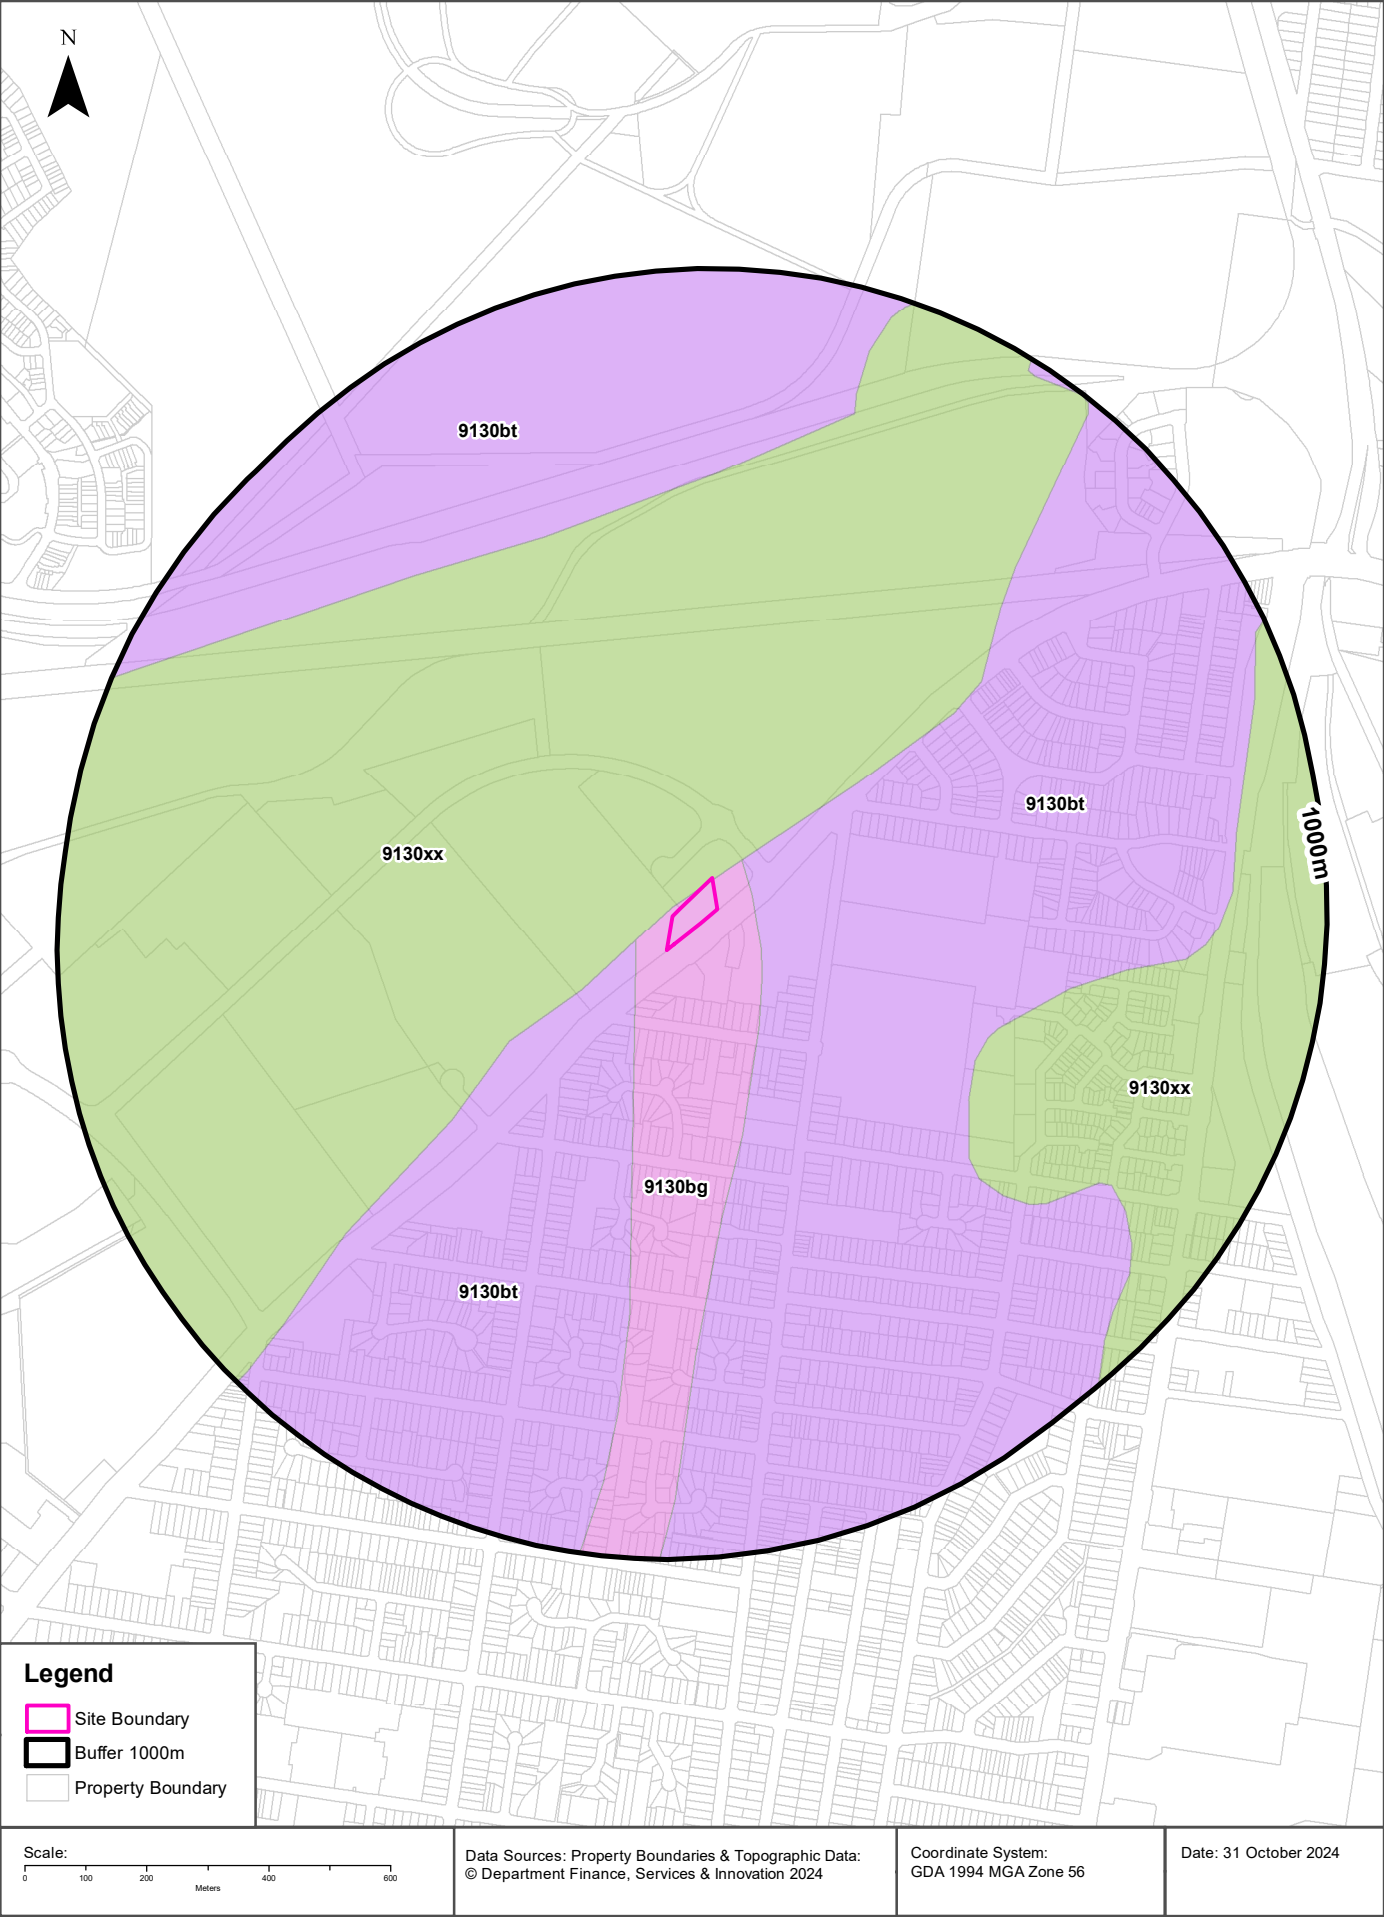 N
9130bt
9130bt
1000m
9130xx
9130xx
9130bg
9130bt
Legend
Site Boundary
Buffer 1000m
Property Boundary
Scale:
0 100 200 400 600
Meters
Data Sources: Property Boundaries & Topographic Data:
© Department Finance, Services & Innovation 2024
Coordinate System:
GDA 1994 MGA Zone 56
Date: 31 October 2024